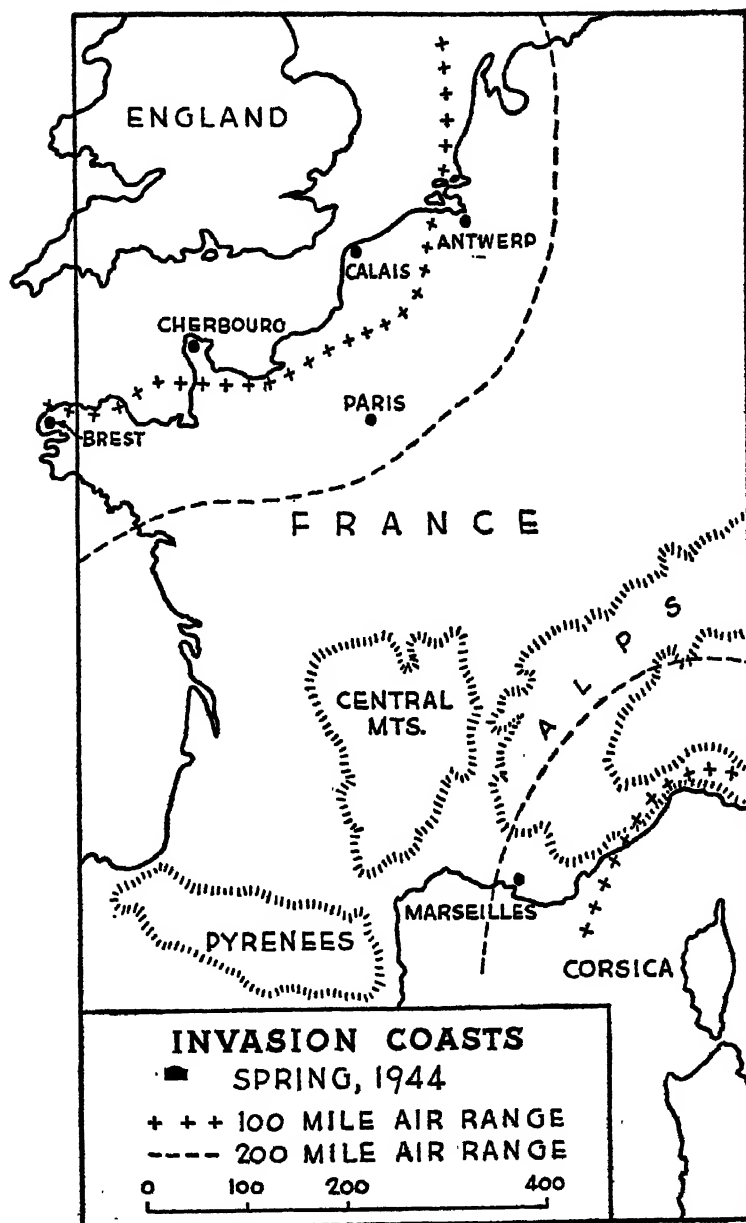 ENGLAND
ANTWERP
CALAIS
CHERBOURG
PARIS
BREST
FRANCE
ALPS
CENTRAL
MTS.
MARSEILLES
PYRENEES
CORSICA
INVASION COASTS
SPRING, 1944
+ + + 100 MILE AIR RANGE
---- 200 MILE AIR RANGE
0 100 200 400